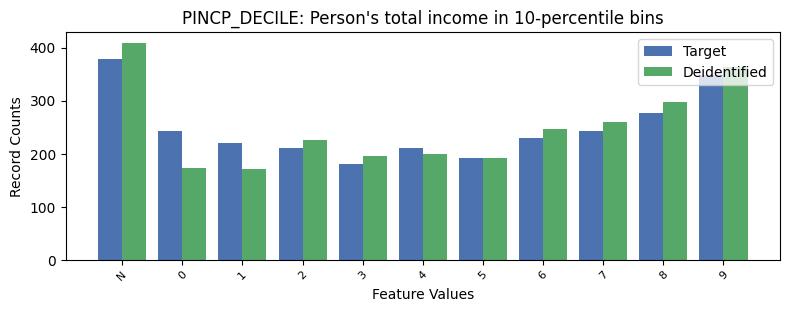 PINCP_DECILE: Person's total income in 10-percentile bins
Target
Deidentified
Record Counts
400
300
200
100
0
N 0 1 2 3 4 5 6 7 8 9
Feature Values